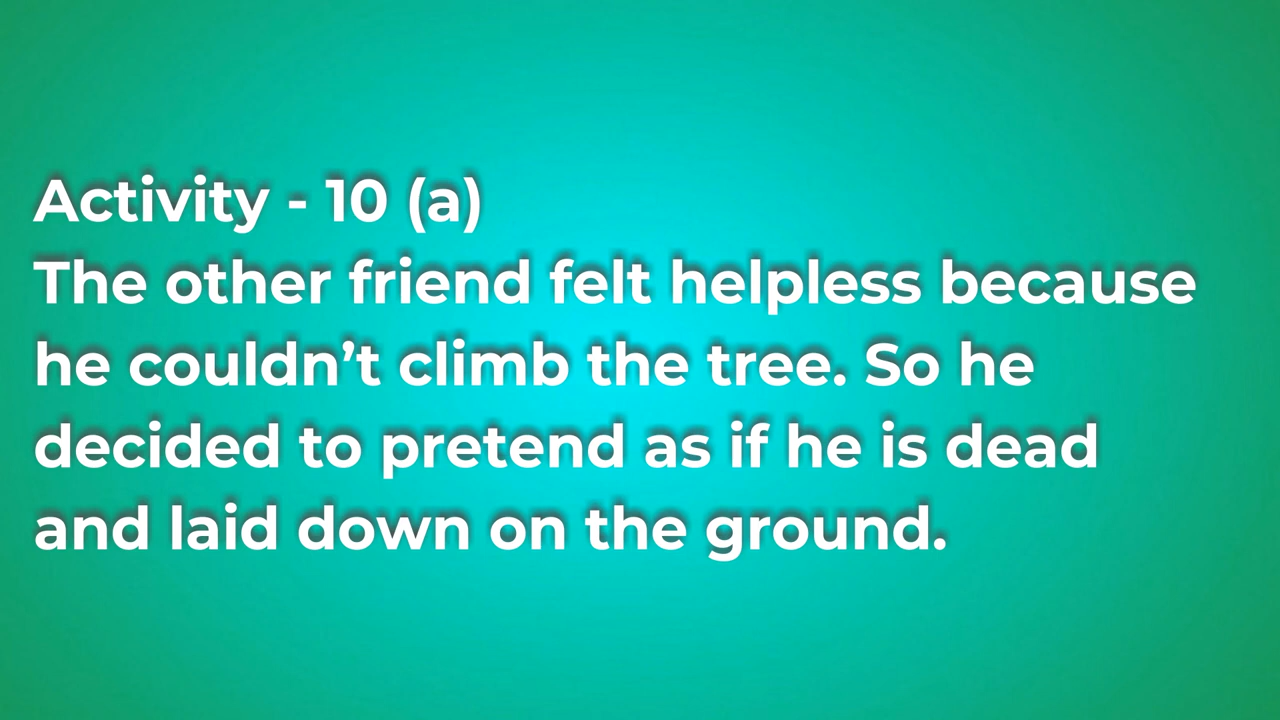 Activity - 10 (a)
The other friend felt helpless because
he couldn’t climb the tree. So he
decided to pretend as if he is dead
and laid down on the ground.